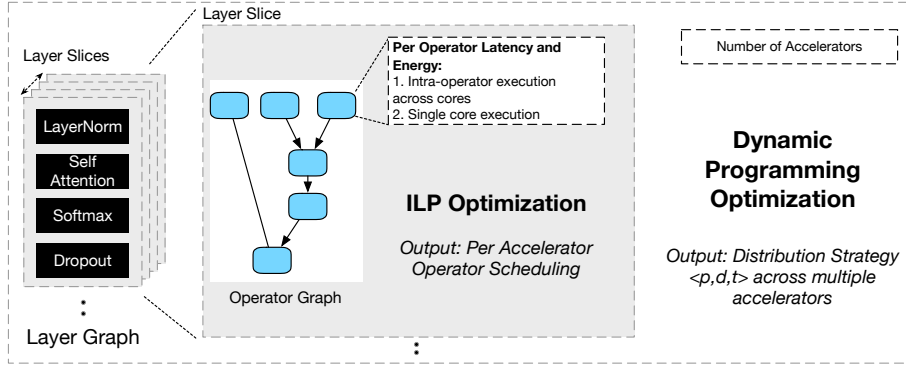 Layer Slice
Layer Slices
LayerNorm
Self
Attention
Softmax
Dropout
Layer Graph
Per Operator Latency and
Energy:
1. Intra-operator execution
across cores
2. Single core execution
Operator Graph
ILP Optimization
Output: Per Accelerator
Operator Scheduling
Number of Accelerators
Dynamic
Programming
Optimization
Output: Distribution Strategy
<p,d,t> across multiple
accelerators